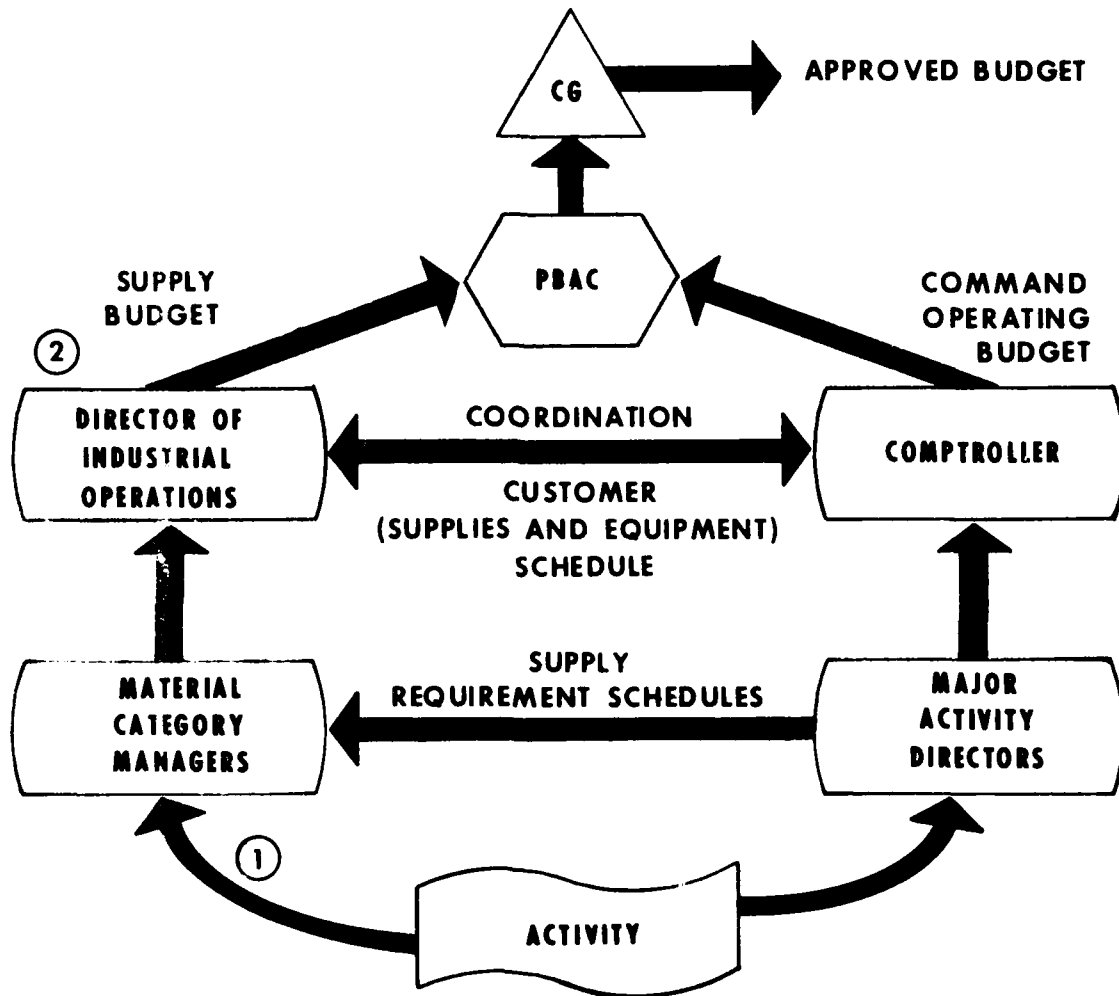 CG
APPROVED BUDGET
PBAC
SUPPLY
BUDGET
COMMAND
OPERATING
BUDGET
2
DIRECTOR OF
INDUSTRIAL
OPERATIONS
COORDINATION
CUSTOMER
(SUPPLIES AND EQUIPMENT)
SCHEDULE
COMPTROLLER
MATERIAL
CATEGORY
MANAGERS
SUPPLY
REQUIREMENT SCHEDULES
MAJOR
ACTIVITY
DIRECTORS
1
ACTIVITY